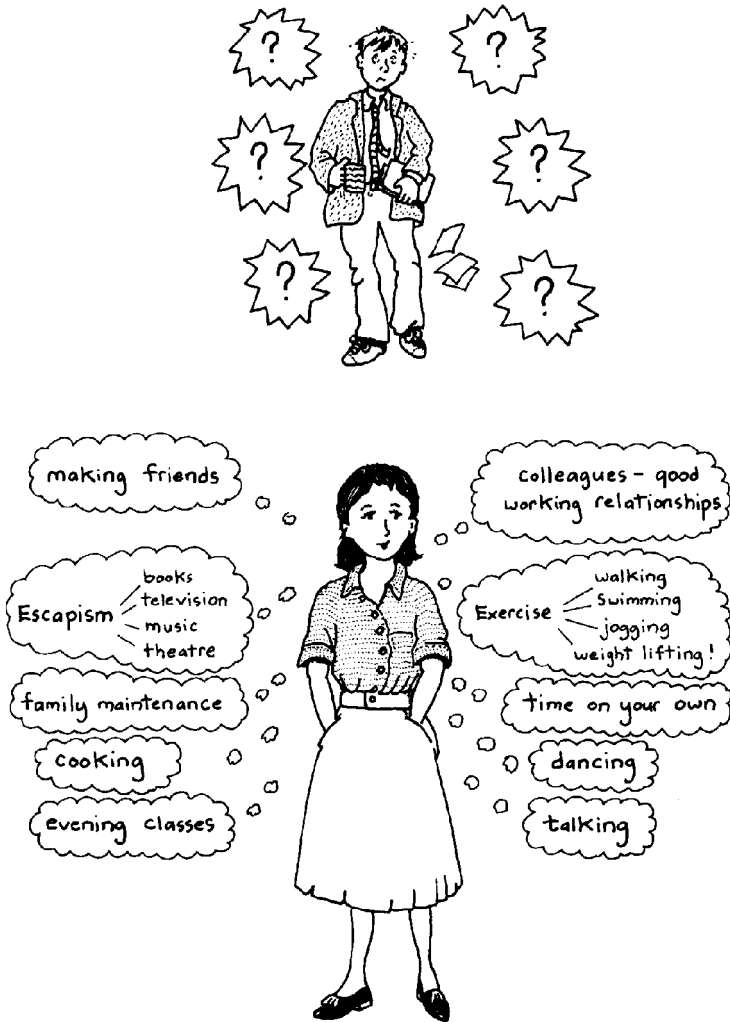 ?
?
?
?
?
?
making friends
colleagues - good
working relationships
Escapism
books
television
music
theatre
Exercise
walking
swimming
jogging
weight lifting!
family maintenance
time on your own
cooking
dancing
evening classes
talking